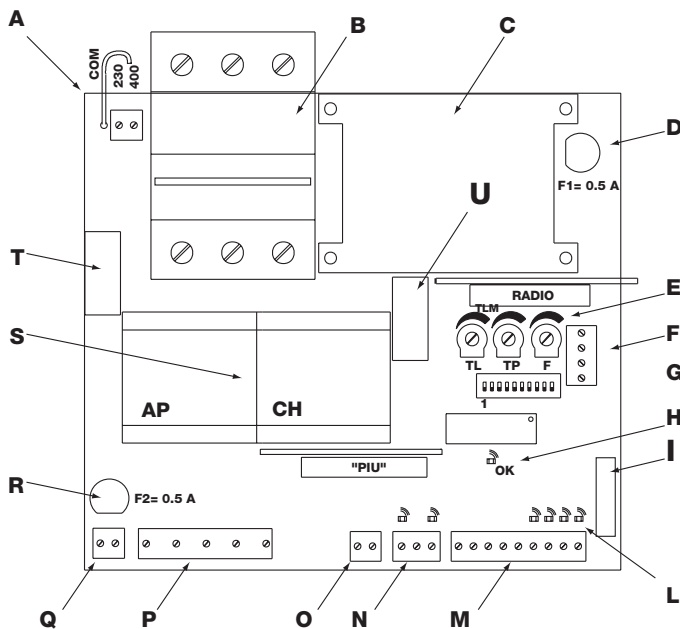 A
B
C
COM
230
400
D
F1= 0.5 A
U
T
RADIO
E
TLM
F
S
TL
TP
F
G
AP
CH
1
H
OK
I
"PIU"
R
F2= 0.5 A
L
Q
P
O
N
M